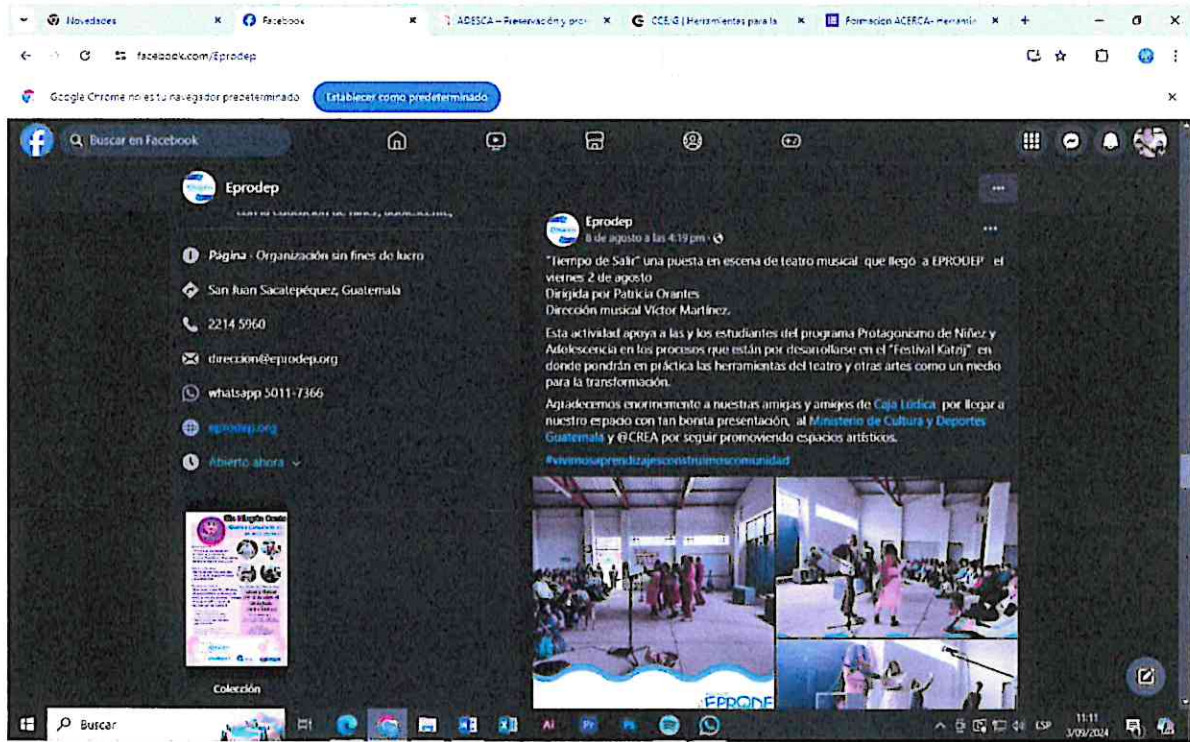 Novedades
Facebook
ADESCA – Preservación y pro
CCE/G | Herramientas para la
Formación ACERCA-
facebook.com/Eprodep
Google Chrome no es tu navegador predeterminado
Establecer como predeterminado
Buscar en Facebook
Eprodep
Página · Organización sin fines de lucro
San Juan Sacatepéquez, Guatemala
2214 5960
direccion@eprodep.org
whatsapp 5011-7366
eprodep.org
Abierto ahora
Colección
Eprodep
8 de agosto a las 4:19 pm ·
"Tiempo de Salir" una puesta en escena de teatro musical que llegó a EPRODEP el
viernes 2 de agosto
Dirigida por Patricia Orantes
Dirección musical Víctor Martínez.
Esta actividad apoya a las y los estudiantes del programa Protagonismo de Niñez y
Adolescencia en los procesos que están por desarrollarse en el "Festival Katzij" en
donde pondrán en práctica las herramientas del teatro y otras artes como un medio
para la transformación.
Agradecemos enormemente a nuestras amigas y amigos de Caja Lúdica por llegar a
nuestro espacio con tan bonita presentación, al Ministerio de Cultura y Deportes
Guatemala y @CREA por seguir promoviendo espacios artísticos.
#vivimosaprendizajesconstruimoscomunidad
EPRODE
Buscar
ESP
11:11
3/09/2024